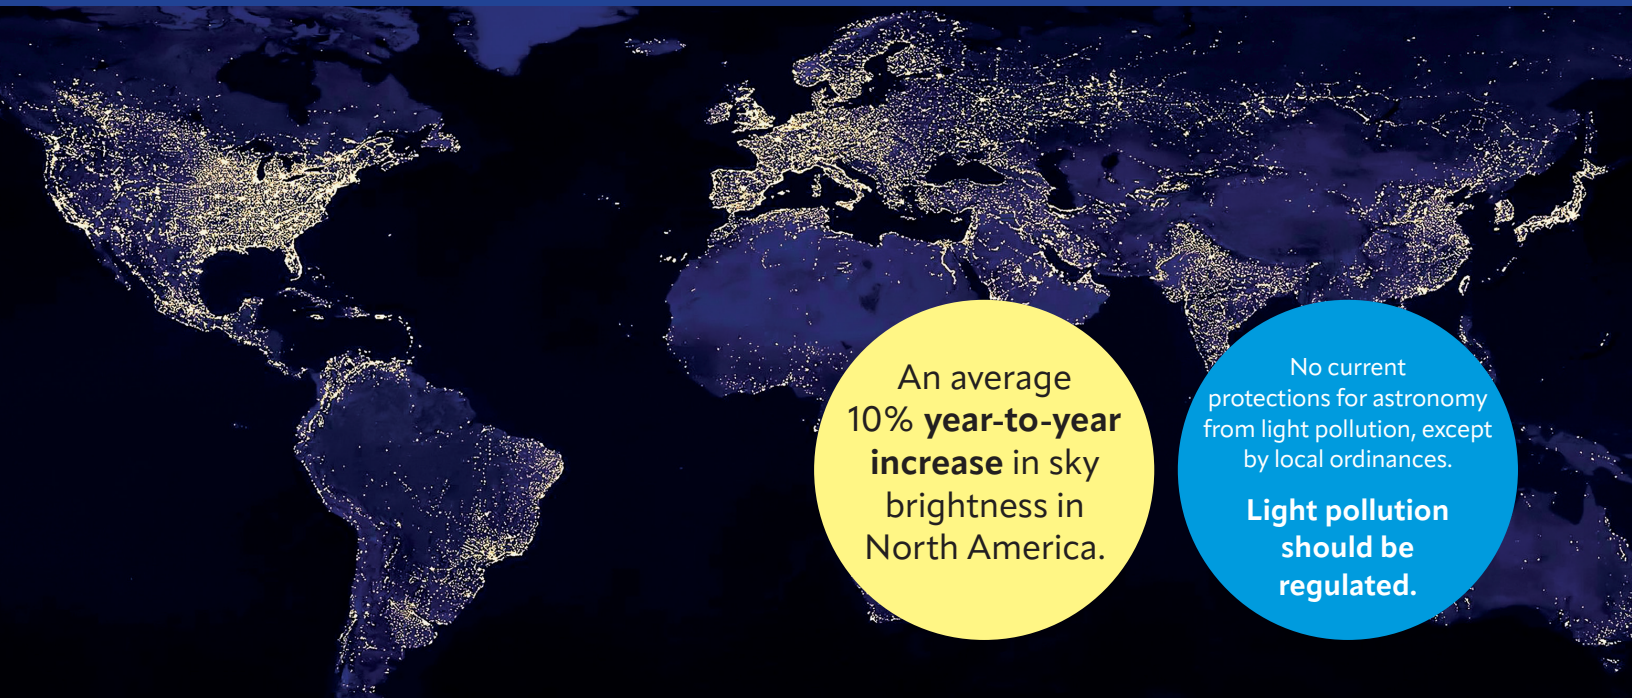 An average
10% year-to-year
increase in sky
brightness in
North America.
No current
protections for astronomy
from light pollution, except
by local ordinances.
Light pollution
should be
regulated.